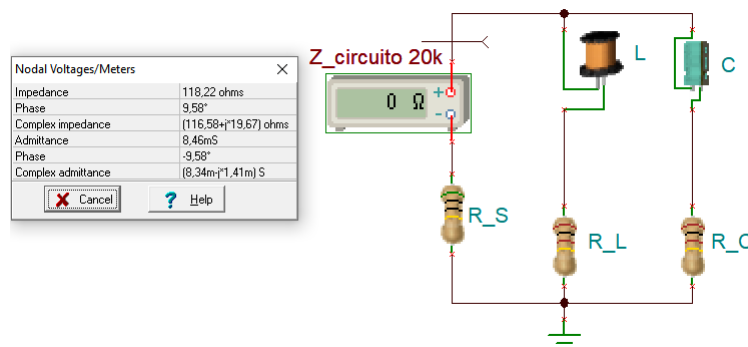 Nodal Voltages/Meters
Impedance 118,22 ohms
Phase 9,58°
Complex impedance (116,58+j*19,67) ohms
Admittance 8,46mS
Phase -9,58°
Complex admittance (8,34m-j*1,41m) S
Cancel ? Help
Z_circuito 20k
0 Ω
+
-
L
C
R_S
R_L
R_C